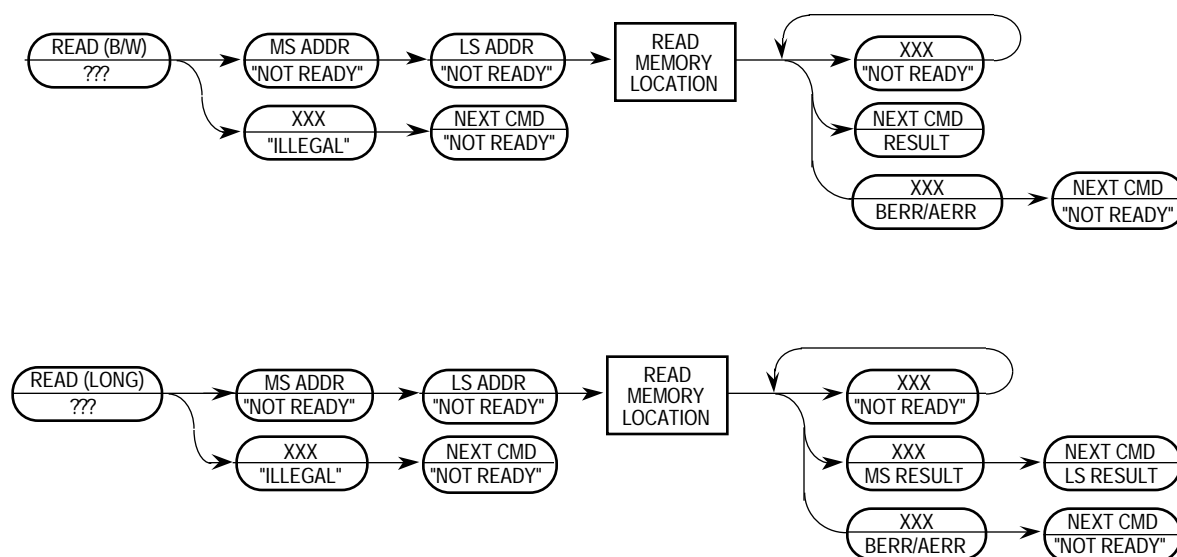 READ (B/W)
???
MS ADDR
"NOT READY"
LS ADDR
"NOT READY"
READ
MEMORY
LOCATION
XXX
"NOT READY"
XXX
"ILLEGAL"
NEXT CMD
"NOT READY"
NEXT CMD
RESULT
XXX
BERR/AERR
NEXT CMD
"NOT READY"
READ (LONG)
???
MS ADDR
"NOT READY"
LS ADDR
"NOT READY"
READ
MEMORY
LOCATION
XXX
"NOT READY"
XXX
"ILLEGAL"
NEXT CMD
"NOT READY"
XXX
MS RESULT
NEXT CMD
LS RESULT
XXX
BERR/AERR
NEXT CMD
"NOT READY"